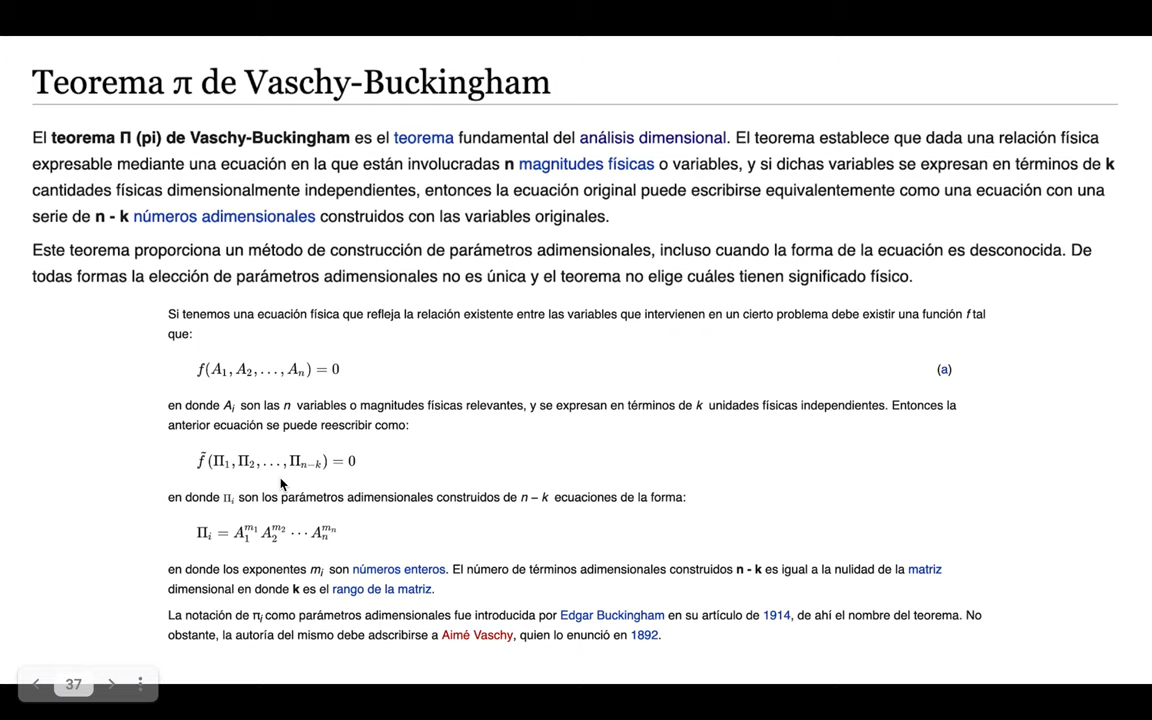 Teorema π de Vaschy-Buckingham
El teorema Π (pi) de Vaschy-Buckingham es el teorema fundamental del análisis dimensional. El teorema establece que dada una relación física
expresable mediante una ecuación en la que están involucradas n magnitudes físicas o variables, y si dichas variables se expresan en términos de k
cantidades físicas dimensionalmente independientes, entonces la ecuación original puede escribirse equivalentemente como una ecuación con una
serie de n - k números adimensionales construidos con las variables originales.
Este teorema proporciona un método de construcción de parámetros adimensionales, incluso cuando la forma de la ecuación es desconocida. De
todas formas la elección de parámetros adimensionales no es única y el teorema no elige cuáles tienen significado físico.
Si tenemos una ecuación física que refleja la relación existente entre las variables que intervienen en un cierto problema debe existir una función f tal
que:
f(A₁, A₂, . . . , Aₙ) = 0 (a)
en donde Aᵢ son las n variables o magnitudes físicas relevantes, y se expresan en términos de k unidades físicas independientes. Entonces la
anterior ecuación se puede reescribir como:
f̃ (Π₁, Π₂, . . . , Πₙ₋ₖ) = 0
en donde Πᵢ son los parámetros adimensionales construidos de n − k ecuaciones de la forma:
Πᵢ = A₁^m₁ A₂^m₂ · · · Aₙ^mₙ
en donde los exponentes mᵢ son números enteros. El número de términos adimensionales construidos n - k es igual a la nulidad de la matriz
dimensional en donde k es el rango de la matriz.
La notación de πᵢ como parámetros adimensionales fue introducida por Edgar Buckingham en su artículo de 1914, de ahí el nombre del teorema. No
obstante, la autoría del mismo debe adscribirse a Aimé Vaschy, quien lo enunció en 1892.
37